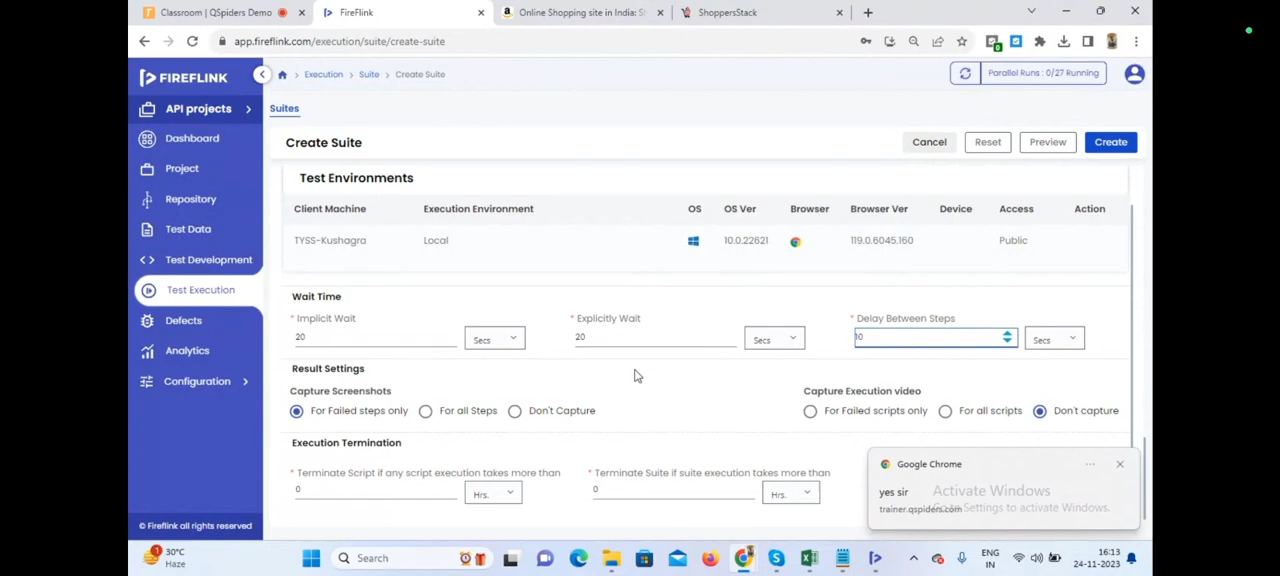 Classroom | QSpiders Demo
FireFlink
Online Shopping site in India: S
ShoppersStack
app.fireflink.com/execution/suite/create-suite
FIREFLINK
Execution > Suite > Create Suite
Parallel Runs : 0/27 Running
API projects
Suites
Dashboard
Create Suite
Cancel
Reset
Preview
Create
Project
Test Environments
Repository
Client Machine
Execution Environment
OS
OS Ver
Browser
Browser Ver
Device
Access
Action
Test Data
TYSS-Kushagra
Local
10.0.22621
119.0.6045.160
Public
Test Development
Test Execution
Wait Time
* Implicit Wait
* Explicitly Wait
* Delay Between Steps
Defects
20
Secs
20
Secs
10
Secs
Analytics
Result Settings
Configuration
Capture Screenshots
Capture Execution video
For Failed steps only
For all Steps
Don't Capture
For Failed scripts only
For all scripts
Don't capture
Execution Termination
* Terminate Script if any script execution takes more than
* Terminate Suite if suite execution takes more than
0
Hrs.
0
Hrs.
Google Chrome
yes sir
Activate Windows
trainer.qspiders.com
Go to Settings to activate Windows.
© Fireflink all rights reserved
30°C
Haze
Search
ENG
IN
16:13
24-11-2023